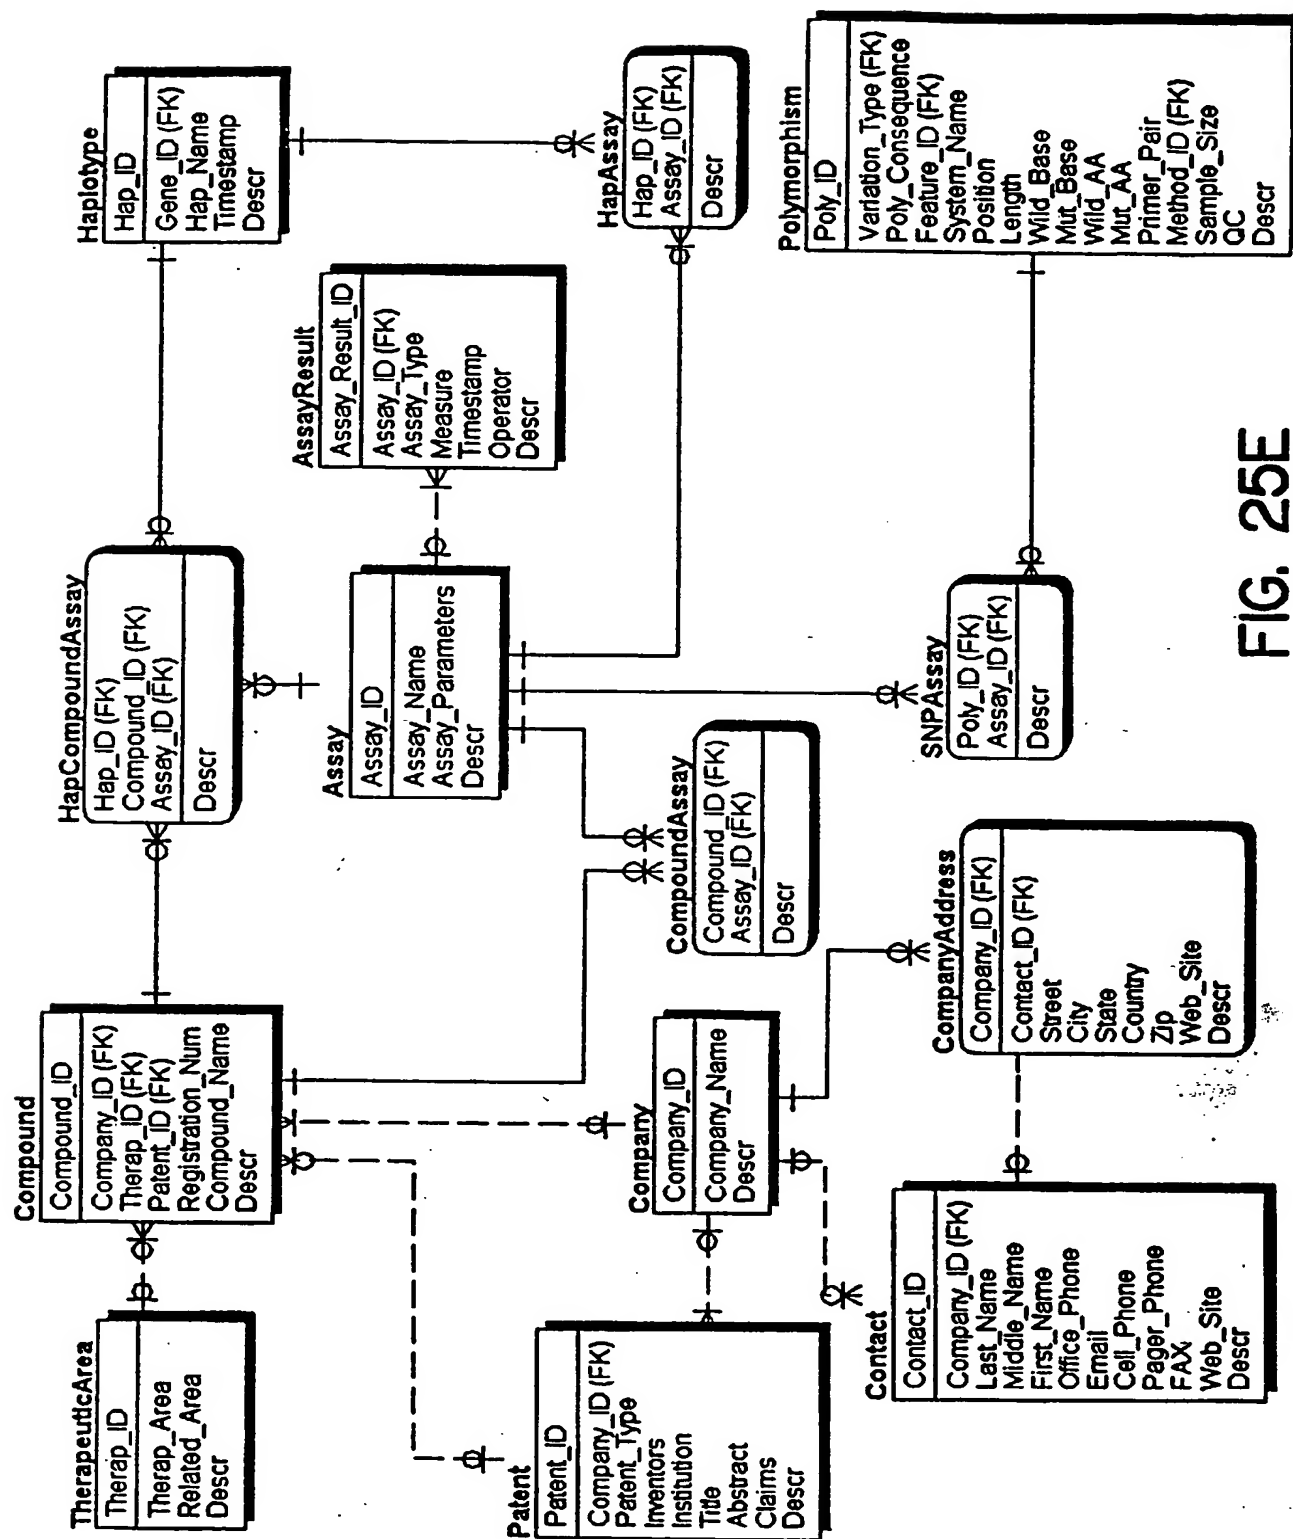 TherapeuticArea
Therap_ID
Therap_Area
Related_Area
Descr
Compound
Compound_ID
Company_ID (FK)
Therap_ID (FK)
Patent_ID (FK)
Registration_Num
Compound_Name
Descr
HapCompoundAssay
Hap_ID (FK)
Compound_ID (FK)
Assay_ID (FK)
Descr
Haplotype
Hap_ID
Gene_ID (FK)
Hap_Name
Timestamp
Descr
AssayResult
Assay_Result_ID
Assay_ID (FK)
Assay_Type
Measure
Timestamp
Operator
Descr
Assay
Assay_ID
Assay_Name
Assay_Parameters
Descr
HapAssay
Hap_ID (FK)
Assay_ID (FK)
Descr
Patent
Patent_ID
Company_ID (FK)
Patent_Type
Inventors
Institution
Title
Abstract
Claims
Descr
Company
Company_ID
Company_Name
Descr
CompoundAssay
Compound_ID (FK)
Assay_ID (FK)
Descr
Contact
Contact_ID
Company_ID (FK)
Last_Name
Middle_Name
First_Name
Office_Phone
Email
Cell_Phone
Pager_Phone
FAX
Web_Site
Descr
CompanyAddress
Company_ID (FK)
Contact_ID (FK)
Street
City
State
Country
Zip
Web_Site
Descr
SNPAssay
Poly_ID (FK)
Assay_ID (FK)
Descr
Polymorphism
Poly_ID
Variation_Type (FK)
Poly_Consequence
Feature_ID (FK)
System_Name
Position
Length
Wild_Base
Mut_Base
Wild_AA
Mut_AA
Primer_Pair
Method_ID (FK)
Sample_Size
QC
Descr
FIG. 25E